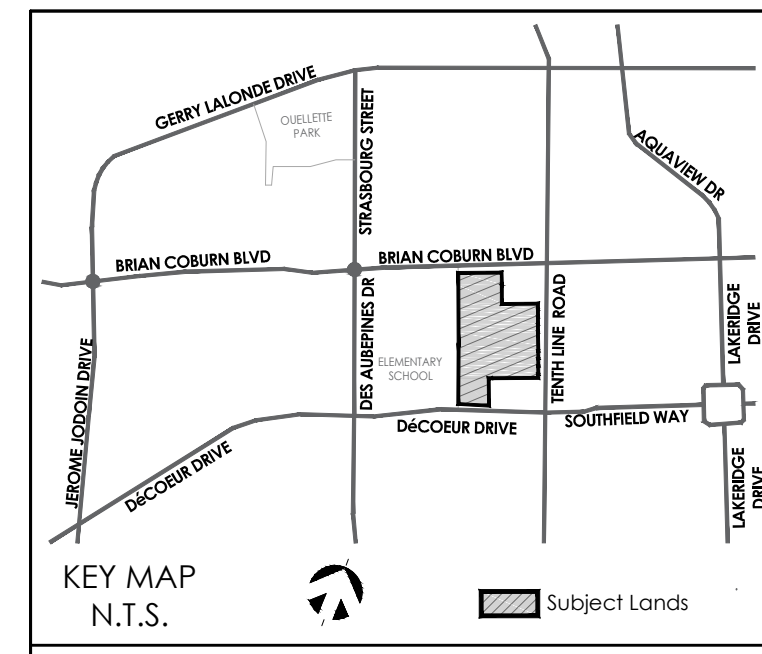 GERRY LALONDE DRIVE
OUELLETTE
PARK
STRASBOURG STREET
AQUAVIEW DR
BRIAN COBURN BLVD
BRIAN COBURN BLVD
JEROME JODOIN DRIVE
DES AUBEPINES DR
ELEMENTARY
SCHOOL
TENTH LINE ROAD
LAKERIDGE
DRIVE
DéCOEUR DRIVE
DéCOEUR DRIVE
SOUTHFIELD WAY
LAKERIDGE
DRIVE
KEY MAP
N.T.S.
Subject Lands